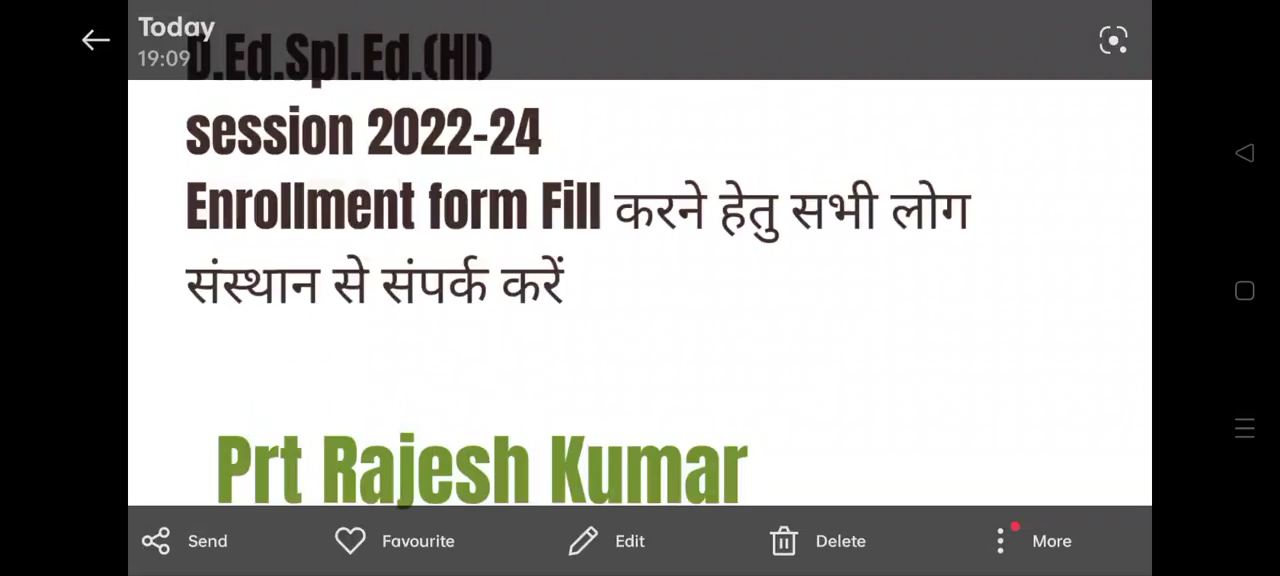 Today
19:09
D.Ed.Spl.Ed.(HI)
session 2022-24
Enrollment form Fill करने हेतु सभी लोग
संस्थान से संपर्क करें
Prt Rajesh Kumar
Send Favourite Edit Delete More